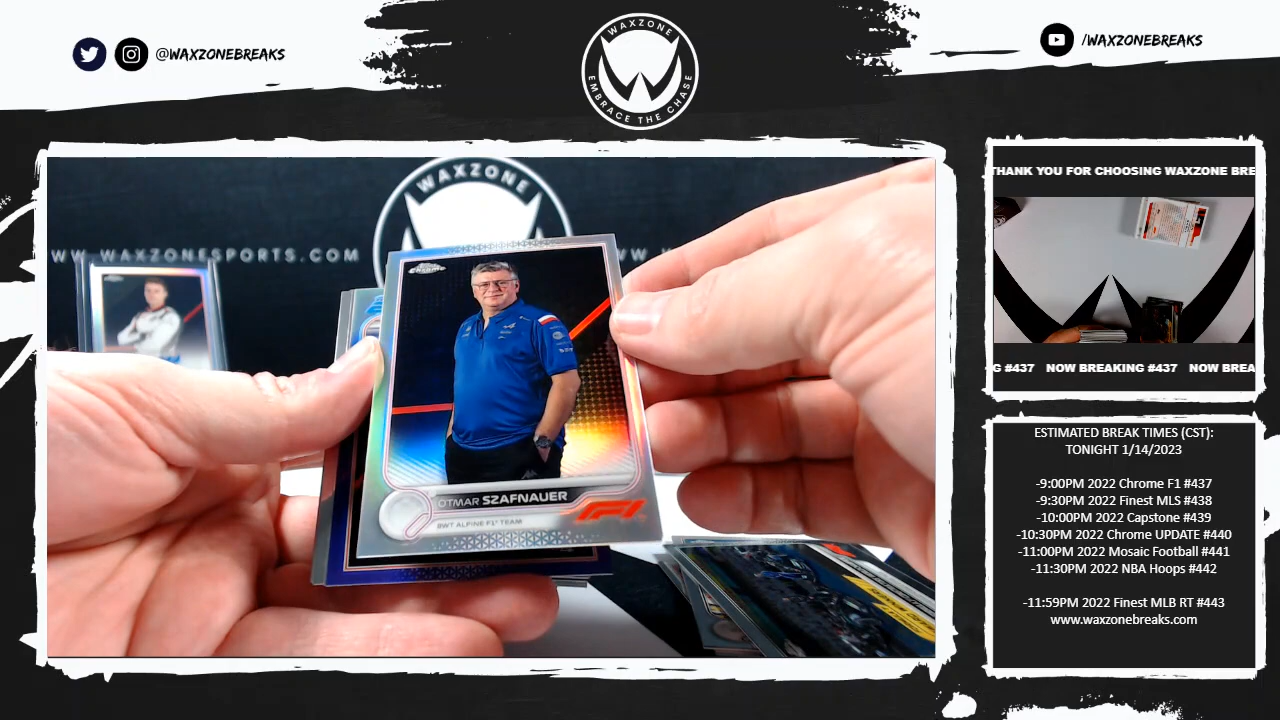 @WAXZONEBREAKS
WAXZONE
EMBRACE THE CHASE
/WAXZONEBREAKS
WAXZONE
WWW.WAXZONESPORTS.COM
WW
Chrome
OTMAR SZAFNAUER
BWT ALPINE F1® TEAM
F1
THANK YOU FOR CHOOSING WAXZONE BRE
G #437 NOW BREAKING #437 NOW BREA
ESTIMATED BREAK TIMES (CST):
TONIGHT 1/14/2023
-9:00PM 2022 Chrome F1 #437
-9:30PM 2022 Finest MLS #438
-10:00PM 2022 Capstone #439
-10:30PM 2022 Chrome UPDATE #440
-11:00PM 2022 Mosaic Football #441
-11:30PM 2022 NBA Hoops #442
-11:59PM 2022 Finest MLB RT #443
www.waxzonebreaks.com